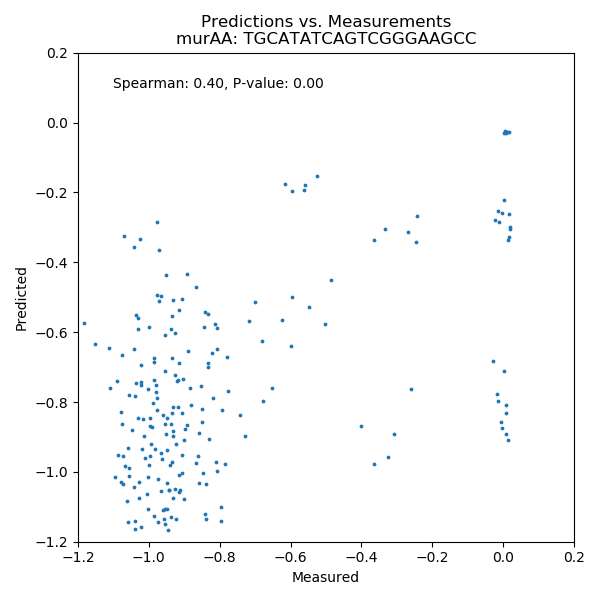 Predictions vs. Measurements
murAA: TGCATATCAGTCGGGAAGCC
Spearman: 0.40, P-value: 0.00
0.2
0.0
−0.2
−0.4
−0.6
−0.8
−1.0
−1.2
Predicted
−1.2 −1.0 −0.8 −0.6 −0.4 −0.2 0.0 0.2
Measured